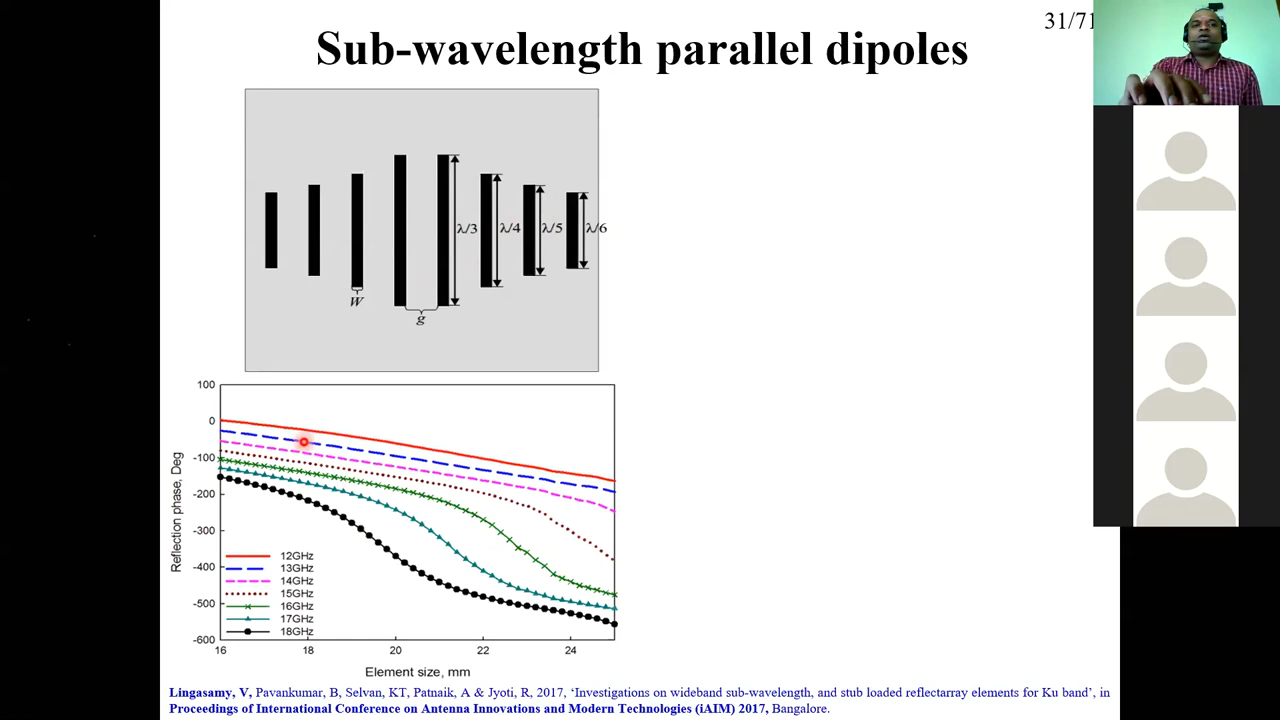 31/71
Sub-wavelength parallel dipoles
λ/3
λ/4
λ/5
λ/6
W
g
100
0
-100
-200
-300
-400
-500
-600
Reflection phase, Deg
12GHz
13GHz
14GHz
15GHz
16GHz
17GHz
18GHz
16 18 20 22 24
Element size, mm
Lingasamy, V, Pavankumar, B, Selvan, KT, Patnaik, A & Jyoti, R, 2017, ‘Investigations on wideband sub-wavelength, and stub loaded reflectarray elements for Ku band’, in
Proceedings of International Conference on Antenna Innovations and Modern Technologies (iAIM) 2017, Bangalore.